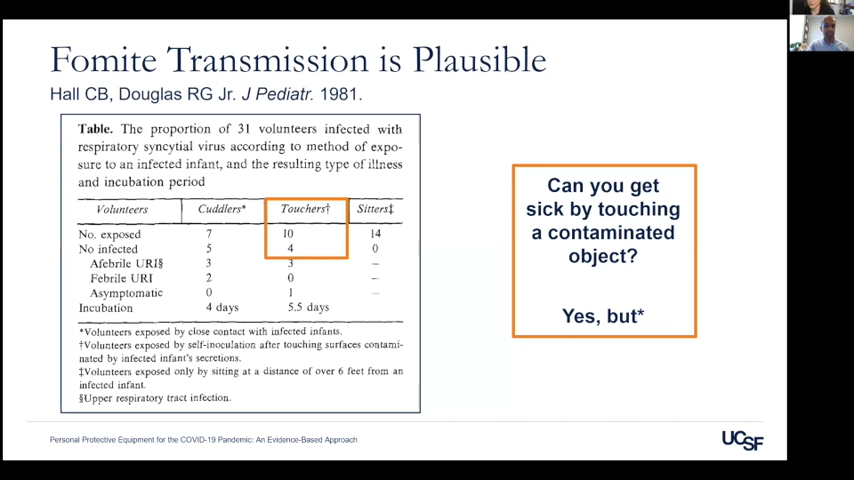 Fomite Transmission is Plausible
Hall CB, Douglas RG Jr. J Pediatr. 1981.
Table. The proportion of 31 volunteers infected with
respiratory syncytial virus according to method of expo-
sure to an infected infant, and the resulting type of illness
and incubation period
Volunteers Cuddlers* Touchers† Sitters‡
No. exposed 7 10 14
No infected 5 4 0
Afebrile URI§ 3 3 –
Febrile URI 2 0 –
Asymptomatic 0 1 –
Incubation 4 days 5.5 days
*Volunteers exposed by close contact with infected infants.
†Volunteers exposed by self-inoculation after touching surfaces contami-
nated by infected infant's secretions.
‡Volunteers exposed only by sitting at a distance of over 6 feet from an
infected infant.
§Upper respiratory tract infection.
Can you get
sick by touching
a contaminated
object?
Yes, but*
Personal Protective Equipment for the COVID-19 Pandemic: An Evidence-Based Approach
UCSF